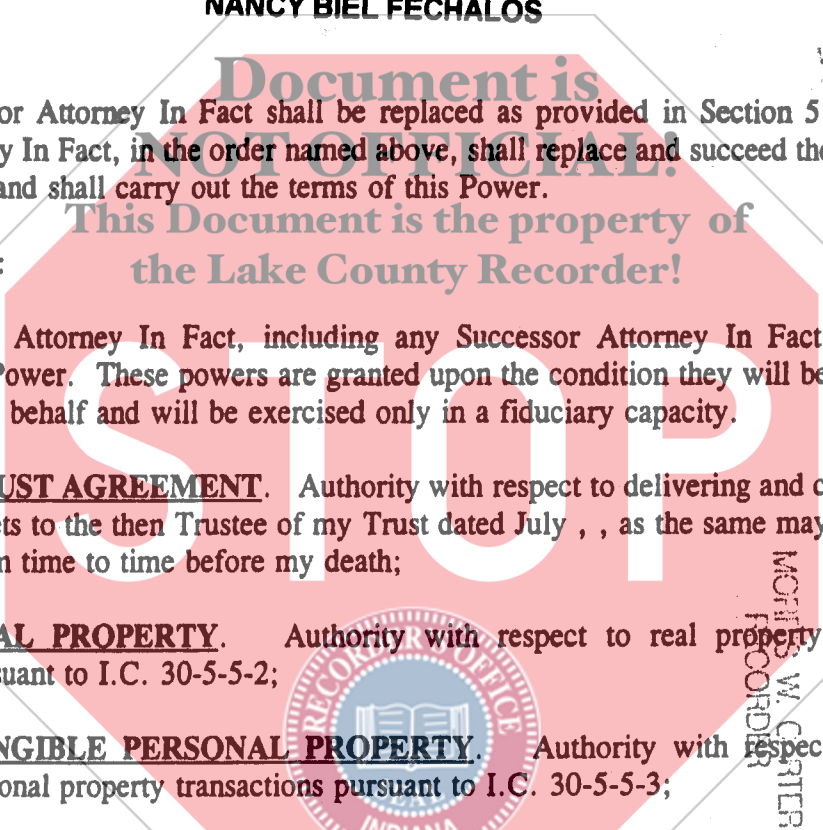 NANCY BIEL FECHALOS
Document is
or Attorney In Fact shall be replaced as provided in Section 5
y In Fact, in the order named above, shall replace and succeed the
NOT OFFICIAL!
and shall carry out the terms of this Power.
This Document is the property of
:
the Lake County Recorder!
Attorney In Fact, including any Successor Attorney In Fact
Power. These powers are granted upon the condition they will be
behalf and will be exercised only in a fiduciary capacity.
STOP
UST AGREEMENT. Authority with respect to delivering and c
ts to the then Trustee of my Trust dated July , , as the same may
n time to time before my death;
AL PROPERTY. Authority with respect to real property
suant to I.C. 30-5-5-2;
NGIBLE PERSONAL PROPERTY. Authority with respec
onal property transactions pursuant to I.C. 30-5-5-3;
RECORDER'S OFFICE
SEAL
INDIANA
MORRIS W. CARTER
RECORDER